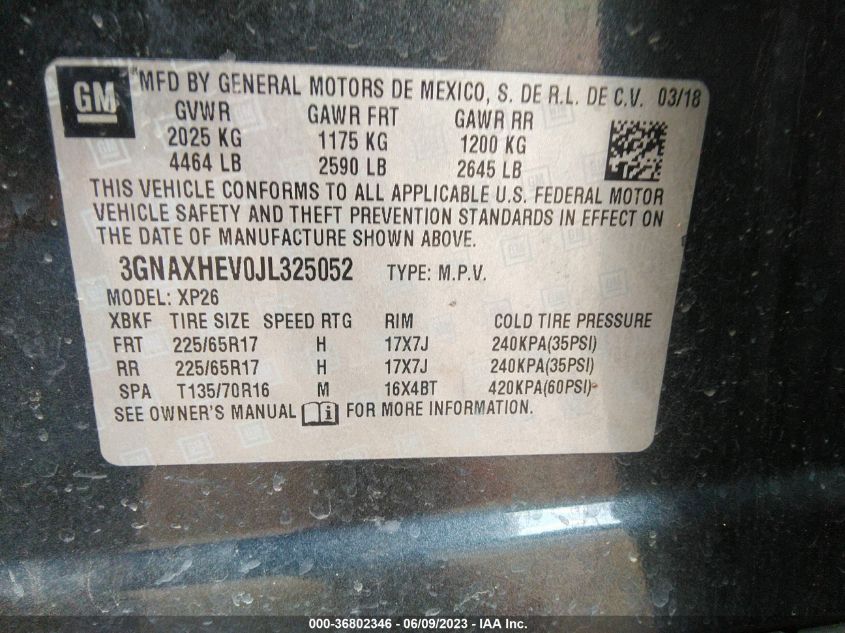 GM
*MFD BY GENERAL MOTORS DE MEXICO, S. DE R.L. DE C.V. 03/18
GVWR GAWR FRT GAWR RR
2025 KG 1175 KG 1200 KG
4464 LB 2590 LB 2645 LB
THIS VEHICLE CONFORMS TO ALL APPLICABLE U.S. FEDERAL MOTOR
VEHICLE SAFETY AND THEFT PREVENTION STANDARDS IN EFFECT ON
THE DATE OF MANUFACTURE SHOWN ABOVE.
3GNAXHEV0JL325052 TYPE: M.P.V.
MODEL: XP26
XBKF TIRE SIZE SPEED RTG RIM COLD TIRE PRESSURE
FRT 225/65R17 H 17X7J 240KPA(35PSI)
RR 225/65R17 H 17X7J 240KPA(35PSI)
SPA T135/70R16 M 16X4BT 420KPA(60PSI)
SEE OWNER'S MANUAL i FOR MORE INFORMATION.
000-36802346 - 06/09/2023 - IAA Inc.